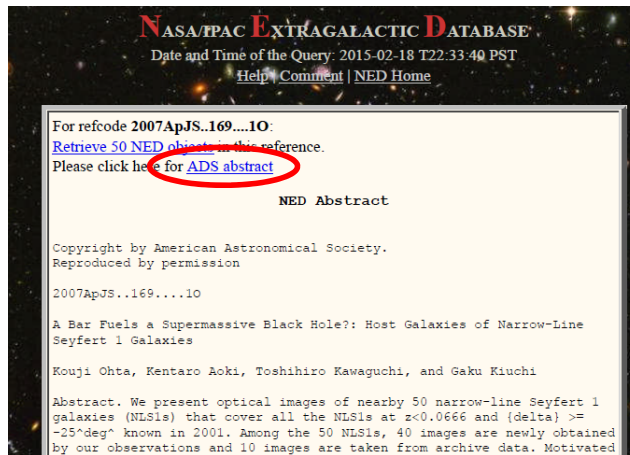 NASA/IPAC EXTRAGALACTIC DATABASE
Date and Time of the Query: 2015-02-18 T22:33:40 PST
Help | Comment | NED Home
For refcode 2007ApJS..169....1O:
Retrieve 50 NED objects in this reference.
Please click here for ADS abstract
NED Abstract
Copyright by American Astronomical Society.
Reproduced by permission
2007ApJS..169....1O
A Bar Fuels a Supermassive Black Hole?: Host Galaxies of Narrow-Line
Seyfert 1 Galaxies
Kouji Ohta, Kentaro Aoki, Toshihiro Kawaguchi, and Gaku Kiuchi
Abstract. We present optical images of nearby 50 narrow-line Seyfert 1
galaxies (NLS1s) that cover all the NLS1s at z<0.0666 and {delta} >=
-25^deg^ known in 2001. Among the 50 NLS1s, 40 images are newly obtained
by our observations and 10 images are taken from archive data. Motivated